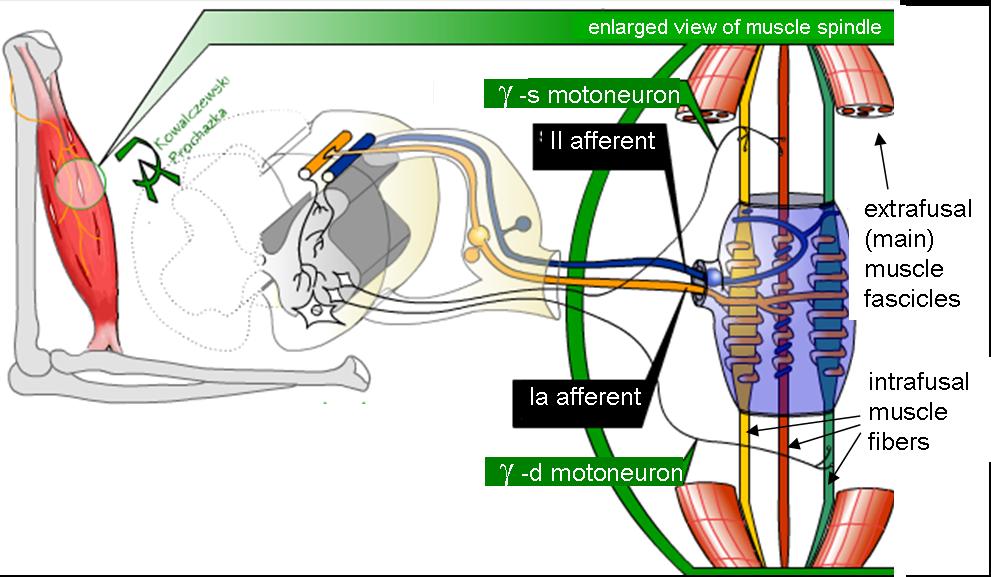 enlarged view of muscle spindle
Kowalczewski
Prochazka
γ -s motoneuron
II afferent
extrafusal
(main)
muscle
fascicles
Ia afferent
intrafusal
muscle
fibers
γ -d motoneuron